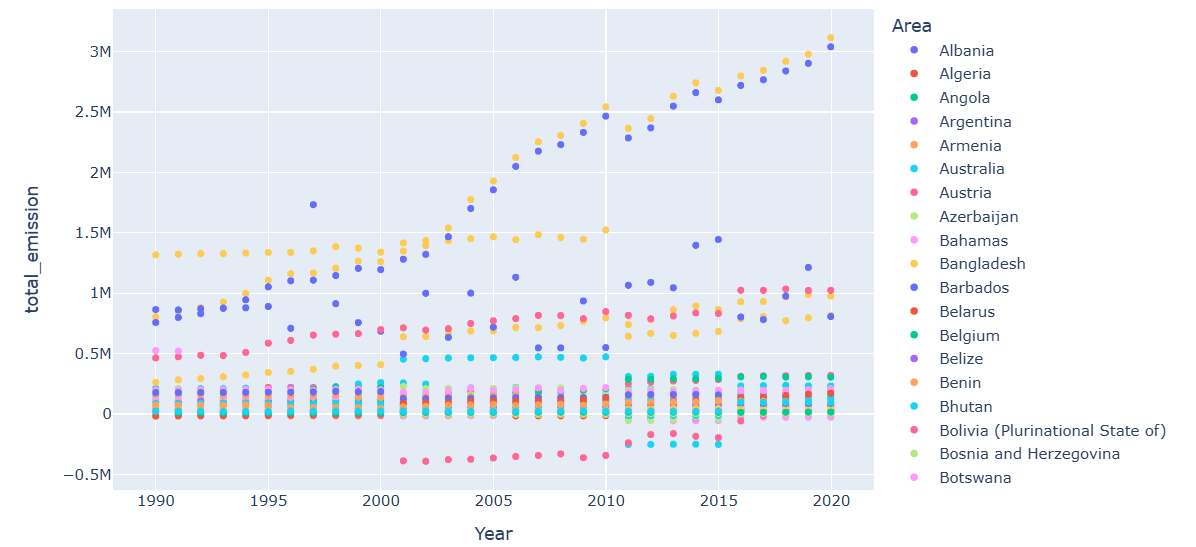 Area
3M
2.5M
2M
1.5M
1M
0.5M
0
−0.5M
total_emission
1990
1995
2000
2005
2010
2015
2020
Year
Albania
Algeria
Angola
Argentina
Armenia
Australia
Austria
Azerbaijan
Bahamas
Bangladesh
Barbados
Belarus
Belgium
Belize
Benin
Bhutan
Bolivia (Plurinational State of)
Bosnia and Herzegovina
Botswana